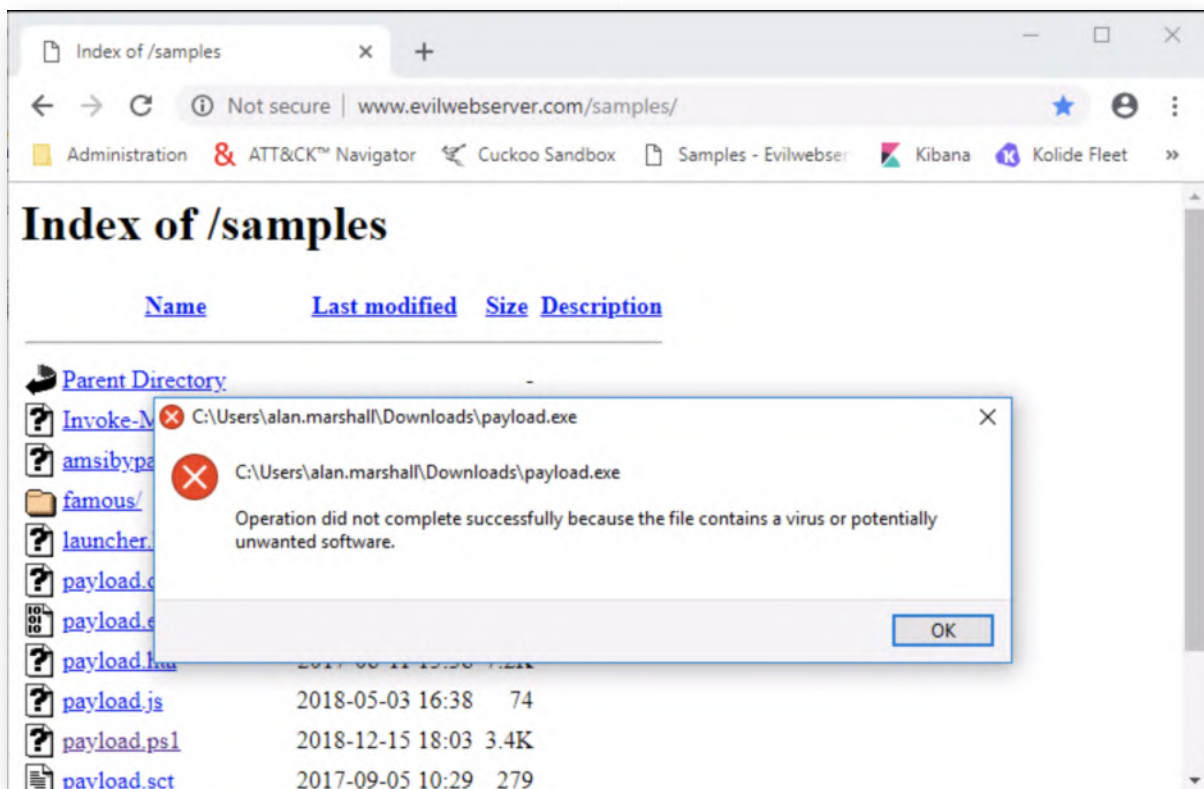 Index of /samples
Not secure | www.evilwebserver.com/samples/
Administration ATT&CK™ Navigator Cuckoo Sandbox Samples - Evilwebser Kibana Kolide Fleet »
Index of /samples
Name Last modified Size Description
Parent Directory -
Invoke-M
amsibypa
famous/
launcher.
C:\Users\alan.marshall\Downloads\payload.exe
C:\Users\alan.marshall\Downloads\payload.exe
Operation did not complete successfully because the file contains a virus or potentially
unwanted software.
OK
payload.
payload.e
payload.hta
payload.js 2018-05-03 16:38 74
payload.ps1 2018-12-15 18:03 3.4K
payload.sct 2017-09-05 10:29 279